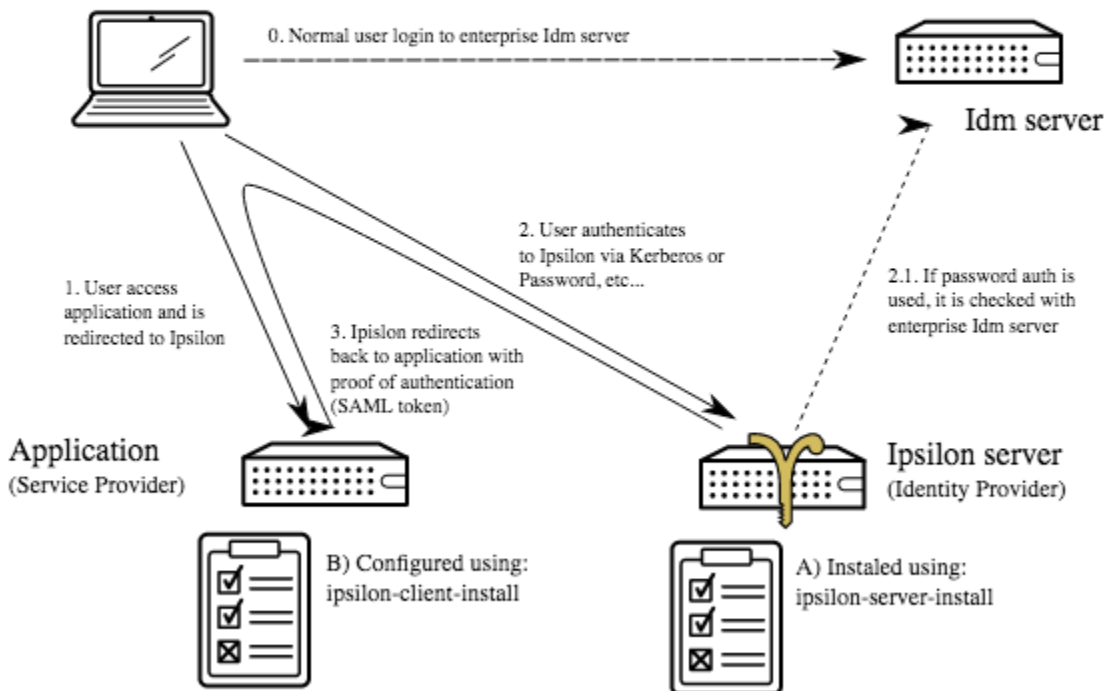 0. Normal user login to enterprise Idm server
Idm server
2. User authenticates
to Ipsilon via Kerberos or
Password, etc...
2.1. If password auth is
used, it is checked with
enterprise Idm server
1. User access
application and is
redirected to Ipsilon
3. Ipislon redirects
back to application with
proof of authentication
(SAML token)
Application
(Service Provider)
Ipsilon server
(Identity Provider)
B) Configured using:
ipsilon-client-install
A) Instaled using:
ipsilon-server-install